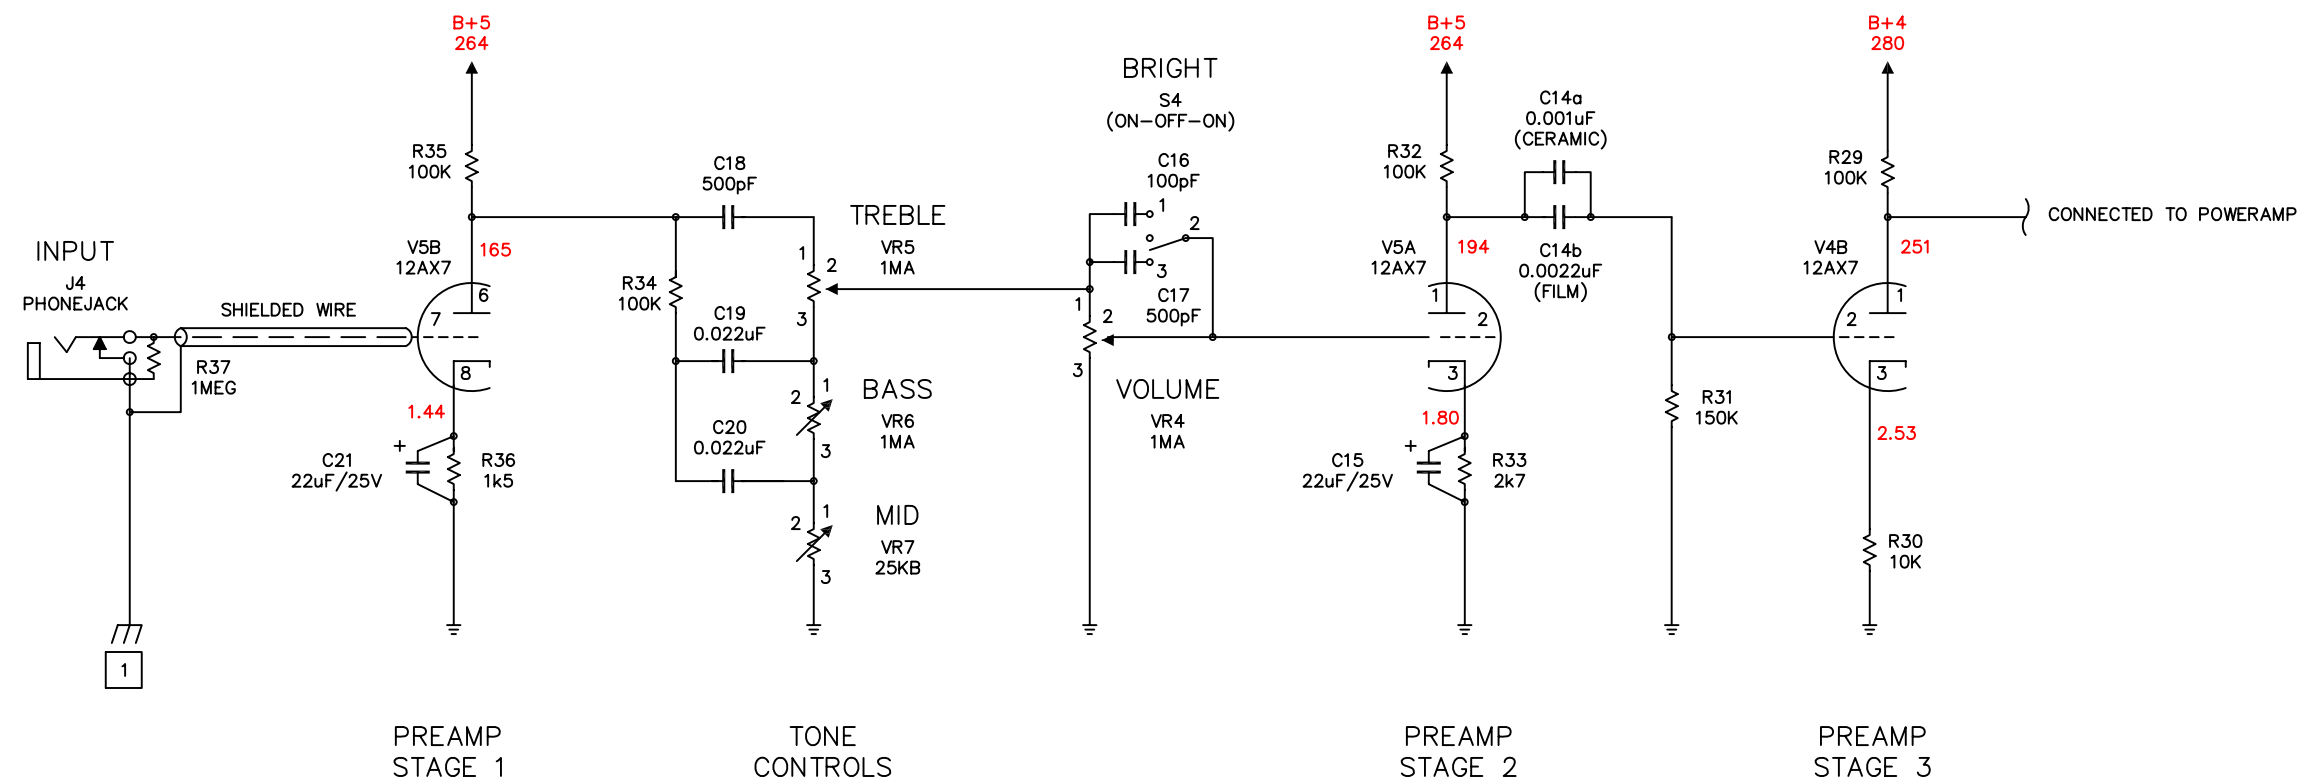 B+5
264
B+5
264
B+4
280
BRIGHT
S4
(ON-OFF-ON)
C14a
0.001uF
(CERAMIC)
R35
100K
C18
500pF
C16
100pF
R32
100K
R29
100K
1
2
3
C17
500pF
INPUT
J4
PHONEJACK
SHIELDED WIRE
R37
1MEG
V5B
12AX7
165
6
7
8
1.44
C21
22uF/25V
+
R36
1k5
R34
100K
C19
0.022uF
C20
0.022uF
TREBLE
VR5
1MA
1
2
3
BASS
VR6
1MA
1
2
3
MID
VR7
25KB
1
2
3
VOLUME
VR4
1MA
1
2
3
V5A
12AX7
194
1
2
3
1.80
C15
22uF/25V
+
R33
2k7
C14b
0.0022uF
(FILM)
R31
150K
V4B
12AX7
251
1
2
3
2.53
R30
10K
CONNECTED TO POWERAMP
1
PREAMP
STAGE 1
TONE
CONTROLS
PREAMP
STAGE 2
PREAMP
STAGE 3